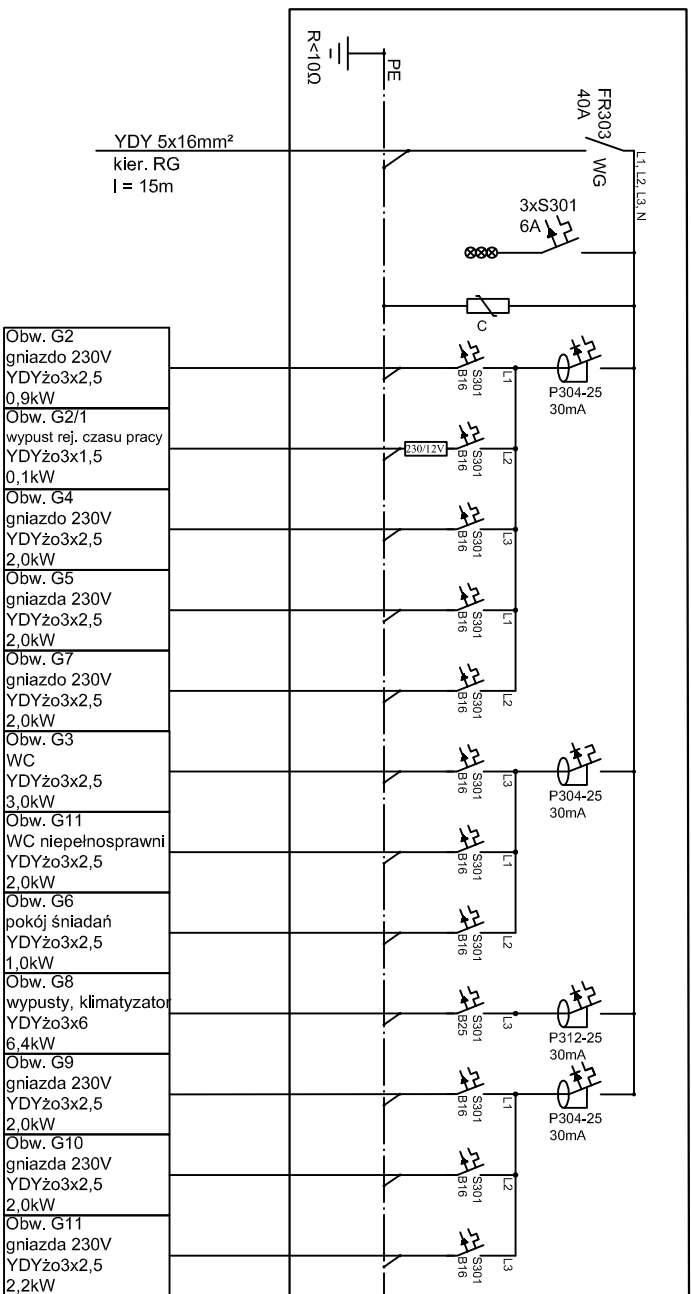 R<10Ω
PE
FR303
40A
WG
L1, L2, L3, N
YDY 5x16mm²
kier. RG
l = 15m
3xS301
6A
C
Obw. G2
gniazdo 230V
YDYżo3x2,5
0,9kW
B16
S301
L1
P304-25
30mA
Obw. G2/1
wypust rej. czasu pracy
YDYżo3x1,5
0,1kW
230/12V
B16
S301
L2
Obw. G4
gniazdo 230V
YDYżo3x2,5
2,0kW
B16
S301
L3
Obw. G5
gniazda 230V
YDYżo3x2,5
2,0kW
B16
S301
L1
Obw. G7
gniazdo 230V
YDYżo3x2,5
2,0kW
B16
S301
L2
Obw. G3
WC
YDYżo3x2,5
3,0kW
B16
S301
L3
P304-25
30mA
Obw. G11
WC niepełnosprawni
YDYżo3x2,5
2,0kW
B16
S301
L1
Obw. G6
pokój śniadań
YDYżo3x2,5
1,0kW
B16
S301
L2
Obw. G8
wypusty, klimatyzator
YDYżo3x6
6,4kW
B25
S301
L3
P312-25
30mA
Obw. G9
gniazda 230V
YDYżo3x2,5
2,0kW
B16
S301
L1
P304-25
30mA
Obw. G10
gniazda 230V
YDYżo3x2,5
2,0kW
B16
S301
L2
Obw. G11
gniazda 230V
YDYżo3x2,5
2,2kW
B16
S301
L3